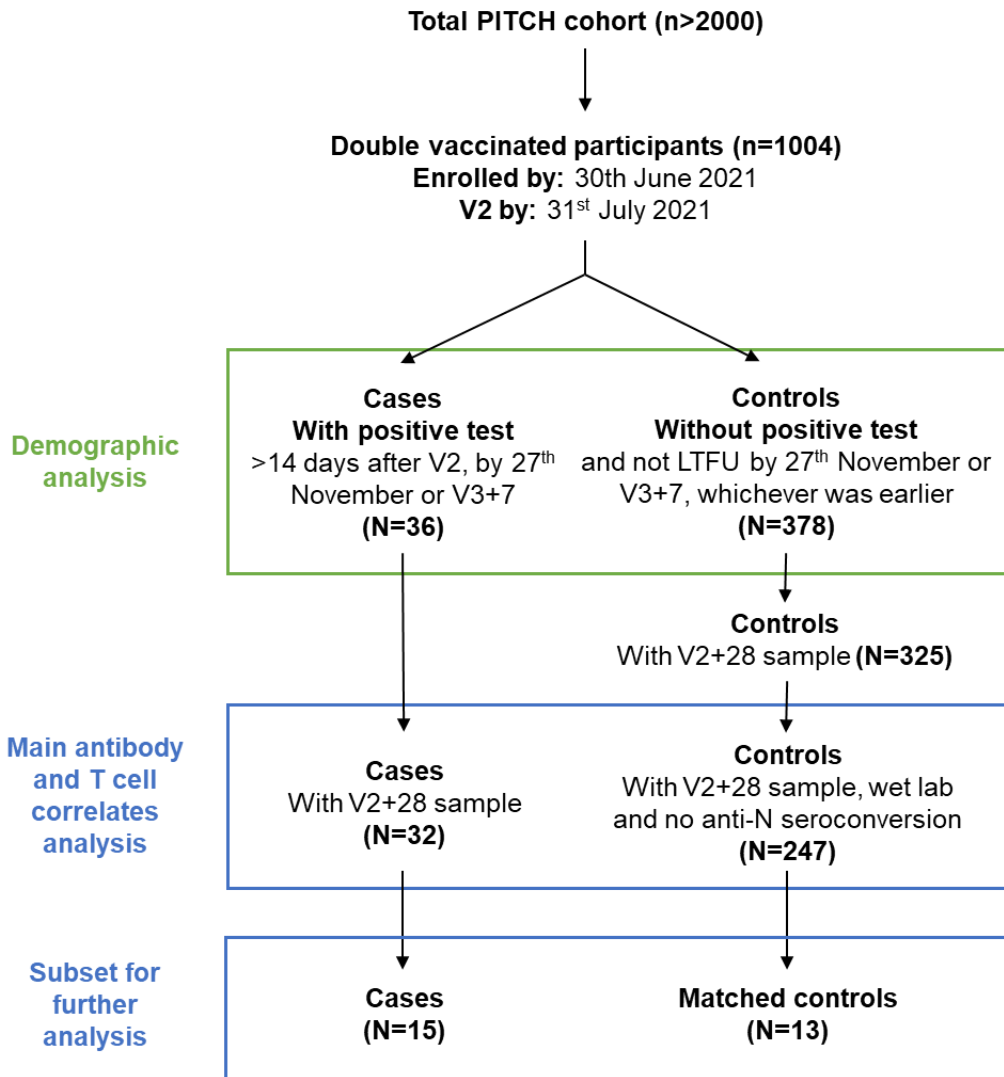 Total PITCH cohort (n>2000)
Double vaccinated participants (n=1004)
Enrolled by: 30th June 2021
V2 by: 31st July 2021
Demographic
analysis
Cases
With positive test
>14 days after V2, by 27th
November or V3+7
(N=36)
Controls
Without positive test
and not LTFU by 27th November or
V3+7, whichever was earlier
(N=378)
Controls
With V2+28 sample (N=325)
Main antibody
and T cell
correlates
analysis
Cases
With V2+28 sample
(N=32)
Controls
With V2+28 sample, wet lab
and no anti-N seroconversion
(N=247)
Subset for
further
analysis
Cases
(N=15)
Matched controls
(N=13)